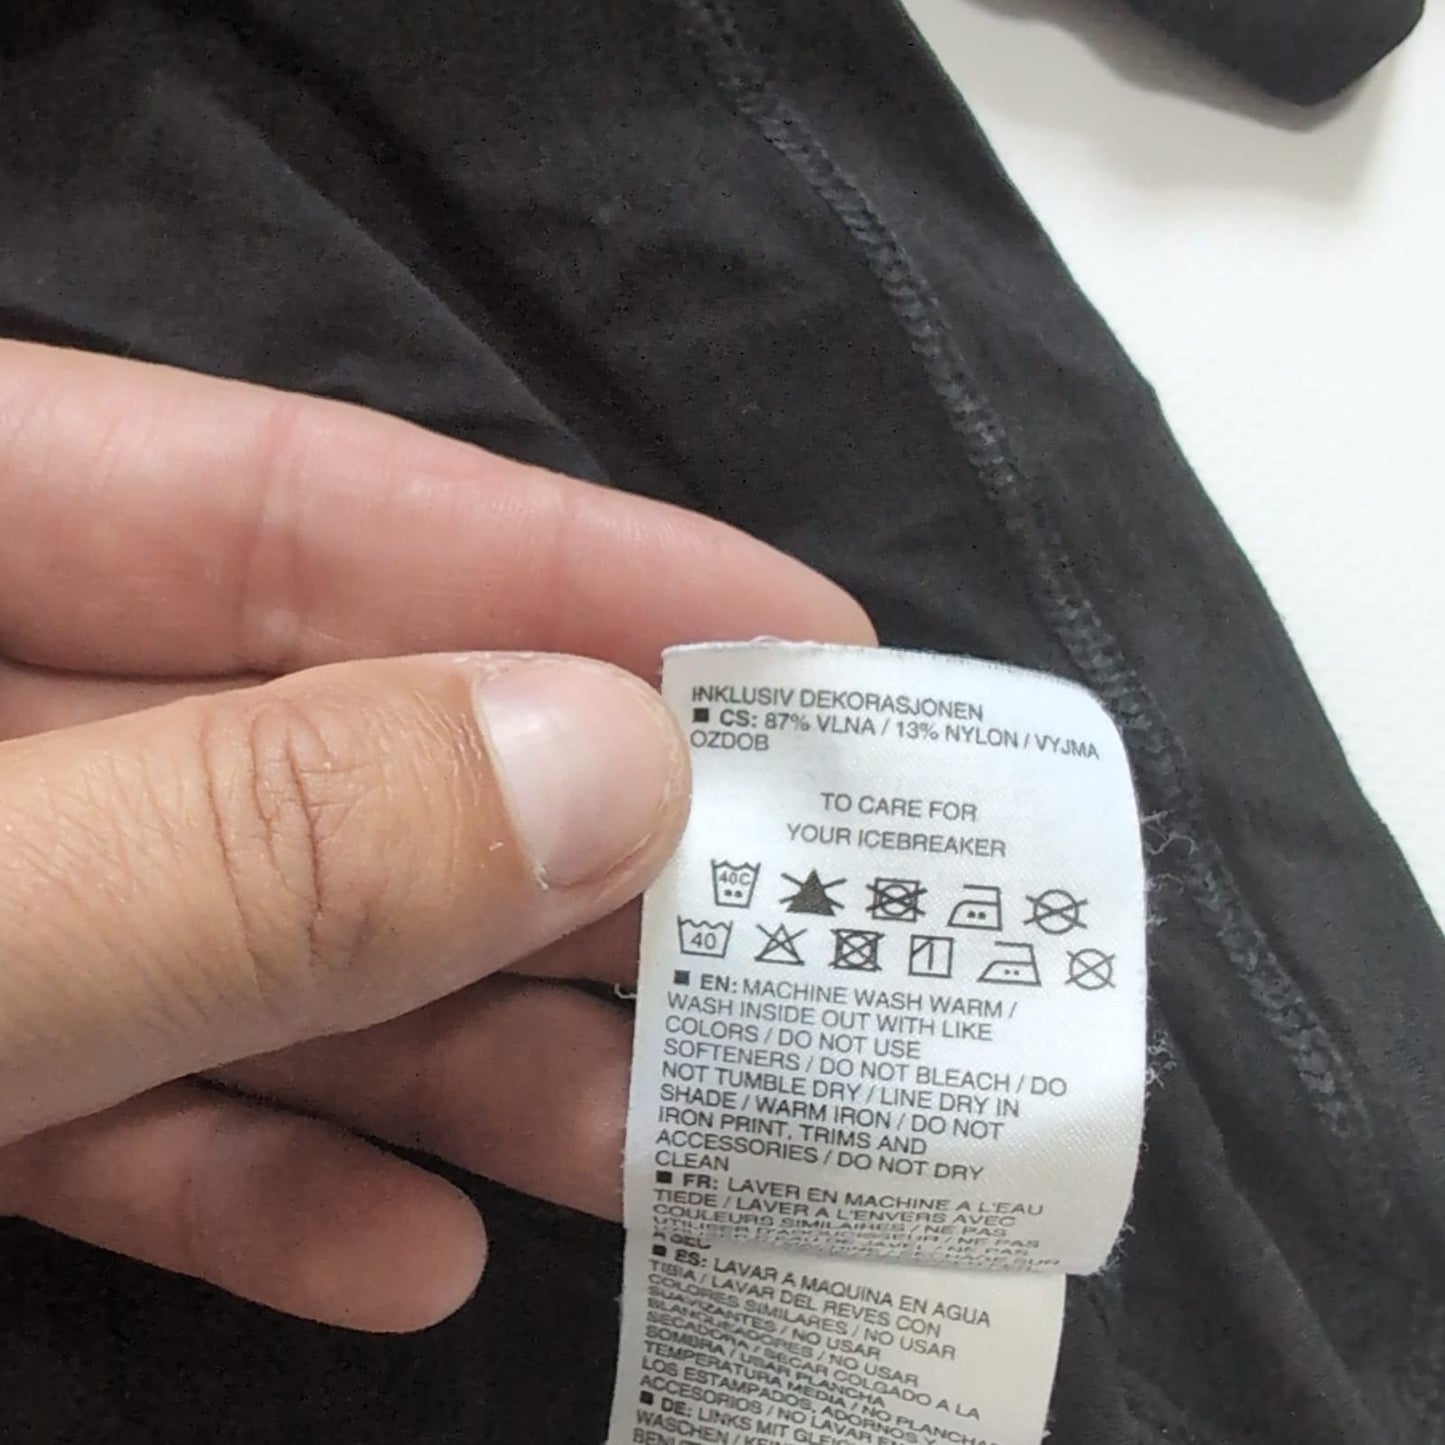 INKLUSIV DEKORASJONEN
■ CS: 87% VLNA / 13% NYLON / VYJMA
OZDOB
TO CARE FOR
YOUR ICEBREAKER
40C
40
■ EN: MACHINE WASH WARM /
WASH INSIDE OUT WITH LIKE
COLORS / DO NOT USE
SOFTENERS / DO NOT BLEACH / DO
NOT TUMBLE DRY / LINE DRY IN
SHADE / WARM IRON / DO NOT
IRON PRINT, TRIMS AND
ACCESSORIES / DO NOT DRY
CLEAN
■ FR: LAVER EN MACHINE A L'EAU
TIEDE / LAVER A L'ENVERS AVEC
COULEURS SIMILAIRES / NE PAS
UTILISER
■ ES: LAVAR A MAQUINA EN AGUA
TIBIA / LAVAR DEL REVES CON
COLORES SIMILARES / NO USAR
SUAVIZANTES / NO USAR
BLANQUEADORES / NO USAR
SECADORA / SECAR COLGADO A LA
SOMBRA / USAR PLANCHA
TEMPERATURA MEDIA / NO PLANCHAR
LOS ESTAMPADOS, ADORNOS Y
ACCESORIOS / NO LAVAR EN
■ DE: LINKS MIT
WASCHEN /